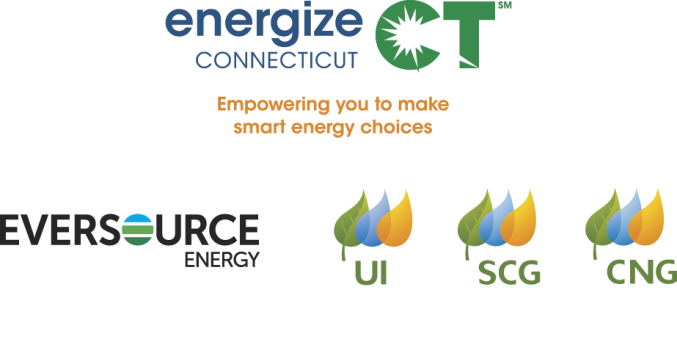 energize CT SM
CONNECTICUT
Empowering you to make
smart energy choices
EVERSOURCE
ENERGY
UI
SCG
CNG